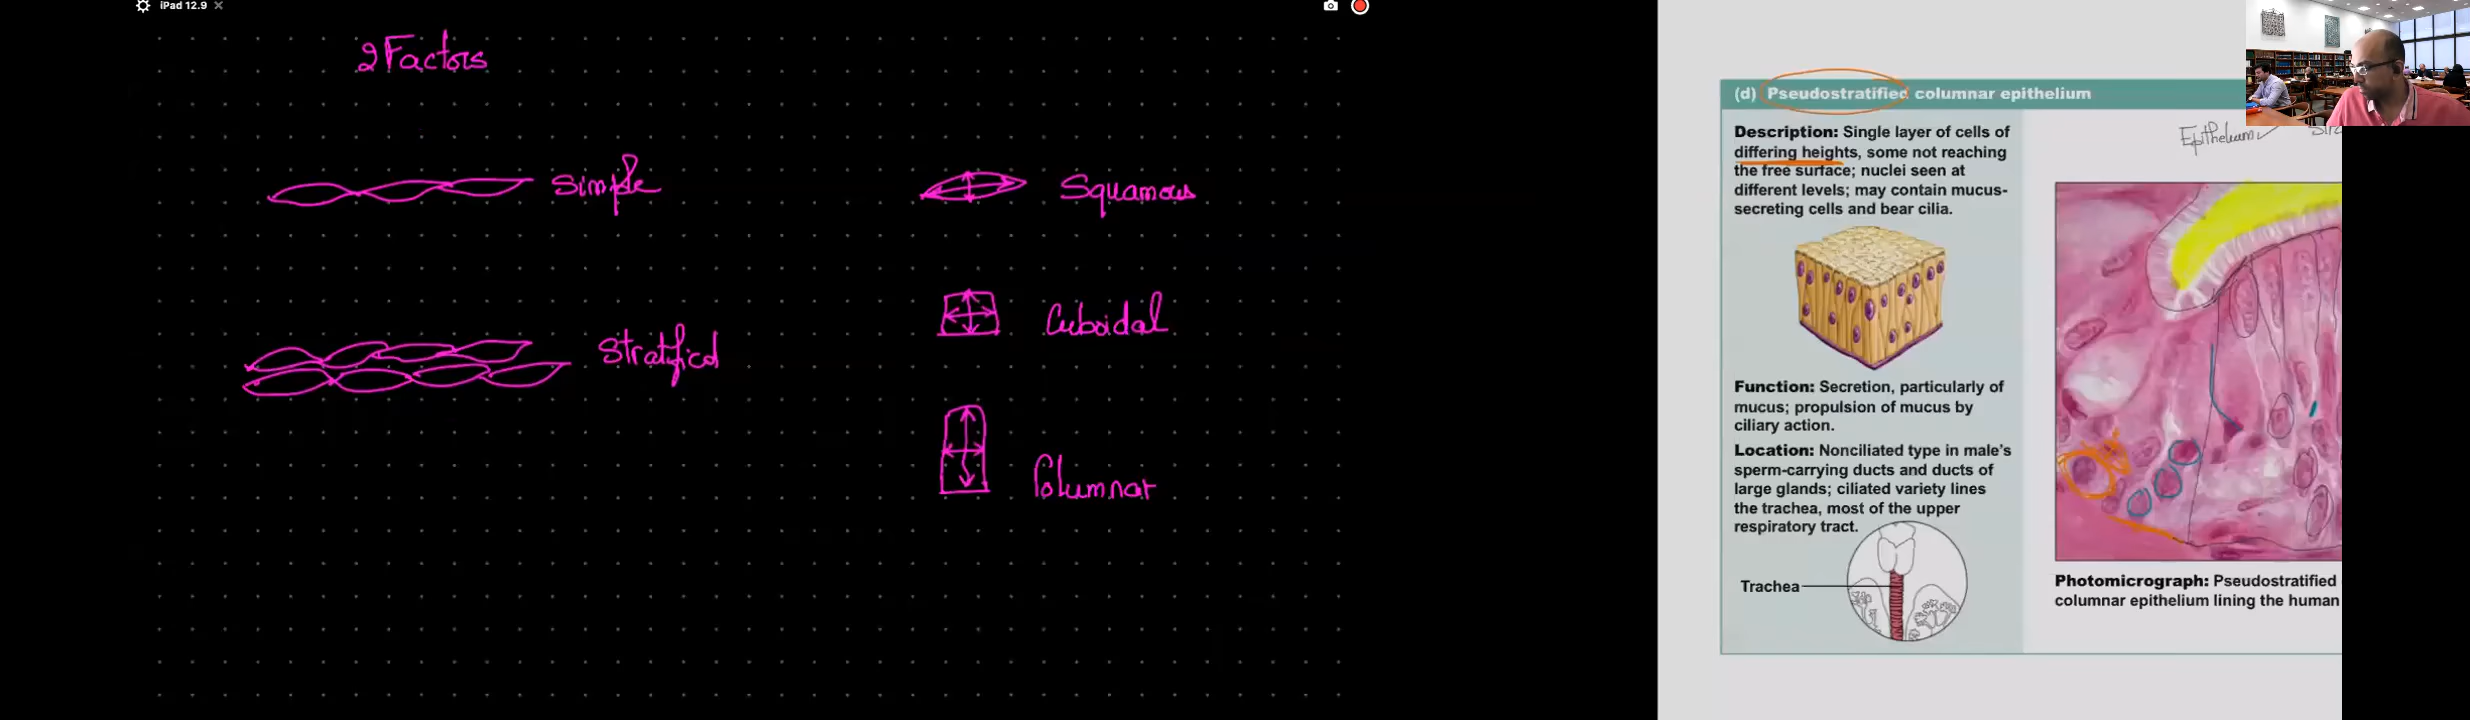 iPad 12.9 ×
2 Factors
Simple
Stratified
Squamous
Cuboidal
Columnar
(d) Pseudostratified columnar epithelium
Epithelium
Description: Single layer of cells of
differing heights, some not reaching
the free surface; nuclei seen at
different levels; may contain mucus-
secreting cells and bear cilia.
Function: Secretion, particularly of
mucus; propulsion of mucus by
ciliary action.
Location: Nonciliated type in male's
sperm-carrying ducts and ducts of
large glands; ciliated variety lines
the trachea, most of the upper
respiratory tract.
Trachea
Photomicrograph: Pseudostratified
columnar epithelium lining the human